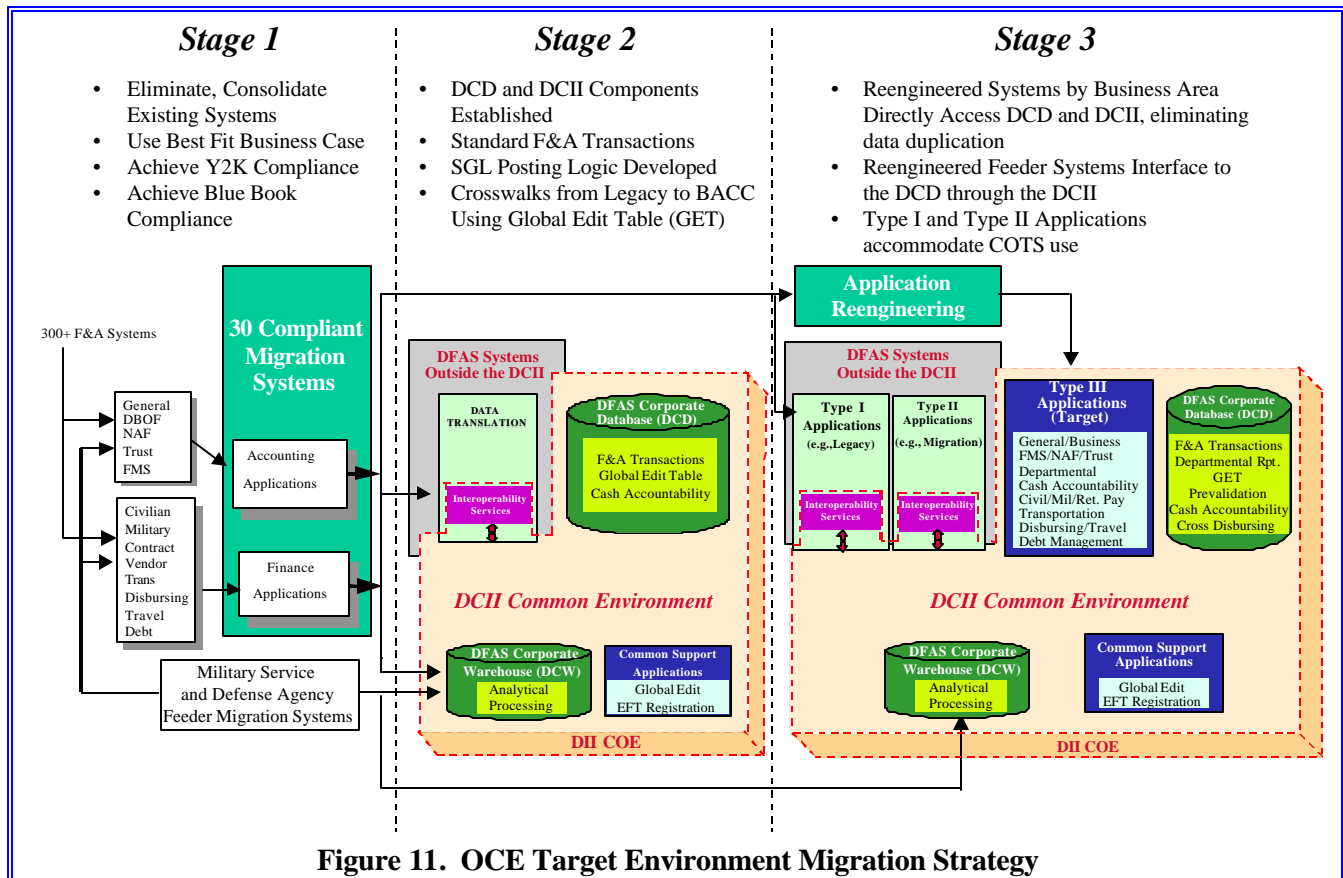 Stage 1
• Eliminate, Consolidate
Existing Systems
• Use Best Fit Business Case
• Achieve Y2K Compliance
• Achieve Blue Book
Compliance
Stage 2
• DCD and DCII Components
Established
• Standard F&A Transactions
• SGL Posting Logic Developed
• Crosswalks from Legacy to BACC
Using Global Edit Table (GET)
Stage 3
• Reengineered Systems by Business Area
Directly Access DCD and DCII, eliminating
data duplication
• Reengineered Feeder Systems Interface to
the DCD through the DCII
• Type I and Type II Applications
accommodate COTS use
300+ F&A Systems
General
DBOF
NAF
Trust
FMS
Civilian
Military
Contract
Vendor
Trans
Disbursing
Travel
Debt
Military Service
and Defense Agency
Feeder Migration Systems
30 Compliant
Migration
Systems
Accounting
Applications
Finance
Applications
DFAS Systems
Outside the DCII
DATA
TRANSLATION
Interoperability
Services
DFAS Corporate
Database (DCD)
F&A Transactions
Global Edit Table
Cash Accountability
DCII Common Environment
DFAS Corporate
Warehouse (DCW)
Analytical
Processing
Common Support
Applications
Global Edit
EFT Registration
DII COE
Application
Reengineering
DFAS Systems
Outside the DCII
Type I
Applications
(e.g.,Legacy)
Interoperability
Services
Type II
Applications
(e.g., Migration)
Interoperability
Services
Type III
Applications
(Target)
General/Business
FMS/NAF/Trust
Departmental
Cash Accountability
Civil/Mil/Ret. Pay
Transportation
Disbursing/Travel
Debt Management
DFAS Corporate
Database (DCD)
F&A Transactions
Departmental Rpt.
GET
Prevalidation
Cash Accountability
Cross Disbursing
DCII Common Environment
DFAS Corporate
Warehouse (DCW)
Analytical
Processing
Common Support
Applications
Global Edit
EFT Registration
DII COE
Figure 11. OCE Target Environment Migration Strategy